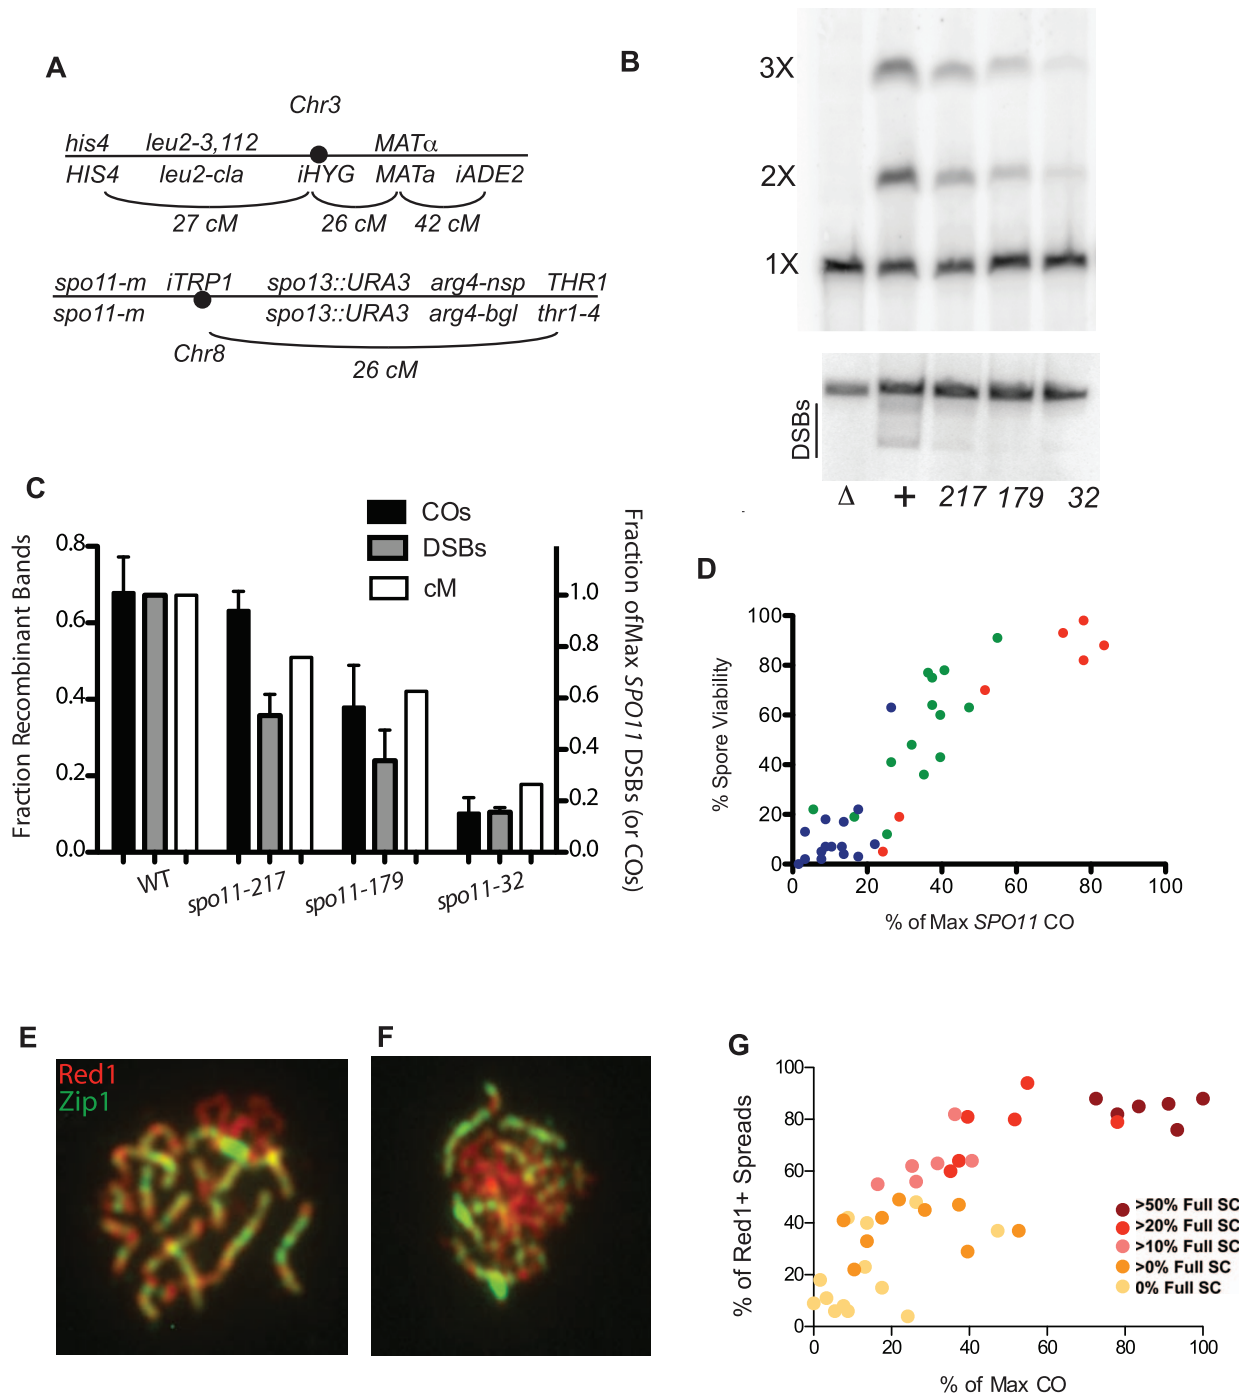 A
Chr3
his4 leu2-3,112 MATα
HIS4 leu2-cla iHYG MATa iADE2
27 cM 26 cM 42 cM
spo11-m iTRP1 spo13::URA3 arg4-nsp THR1
spo11-m spo13::URA3 arg4-bgl thr1-4
Chr8
26 cM
B
3X
2X
1X
DSBs
Δ + 217 179 32
C
COs
DSBs
cM
Fraction Recombinant Bands
0.8
0.6
0.4
0.2
0.0
Fraction of Max SPO11 DSBs (or COs)
1.0
0.8
0.6
0.4
0.2
0.0
WT
spo11-217
spo11-179
spo11-32
D
% Spore Viability
100
80
60
40
20
0
0 20 40 60 80 100
% of Max SPO11 CO
E
Red1
Zip1
F
G
% of Red1+ Spreads
100
80
60
40
20
0
>50% Full SC
>20% Full SC
>10% Full SC
>0% Full SC
0% Full SC
0 20 40 60 80 100
% of Max CO